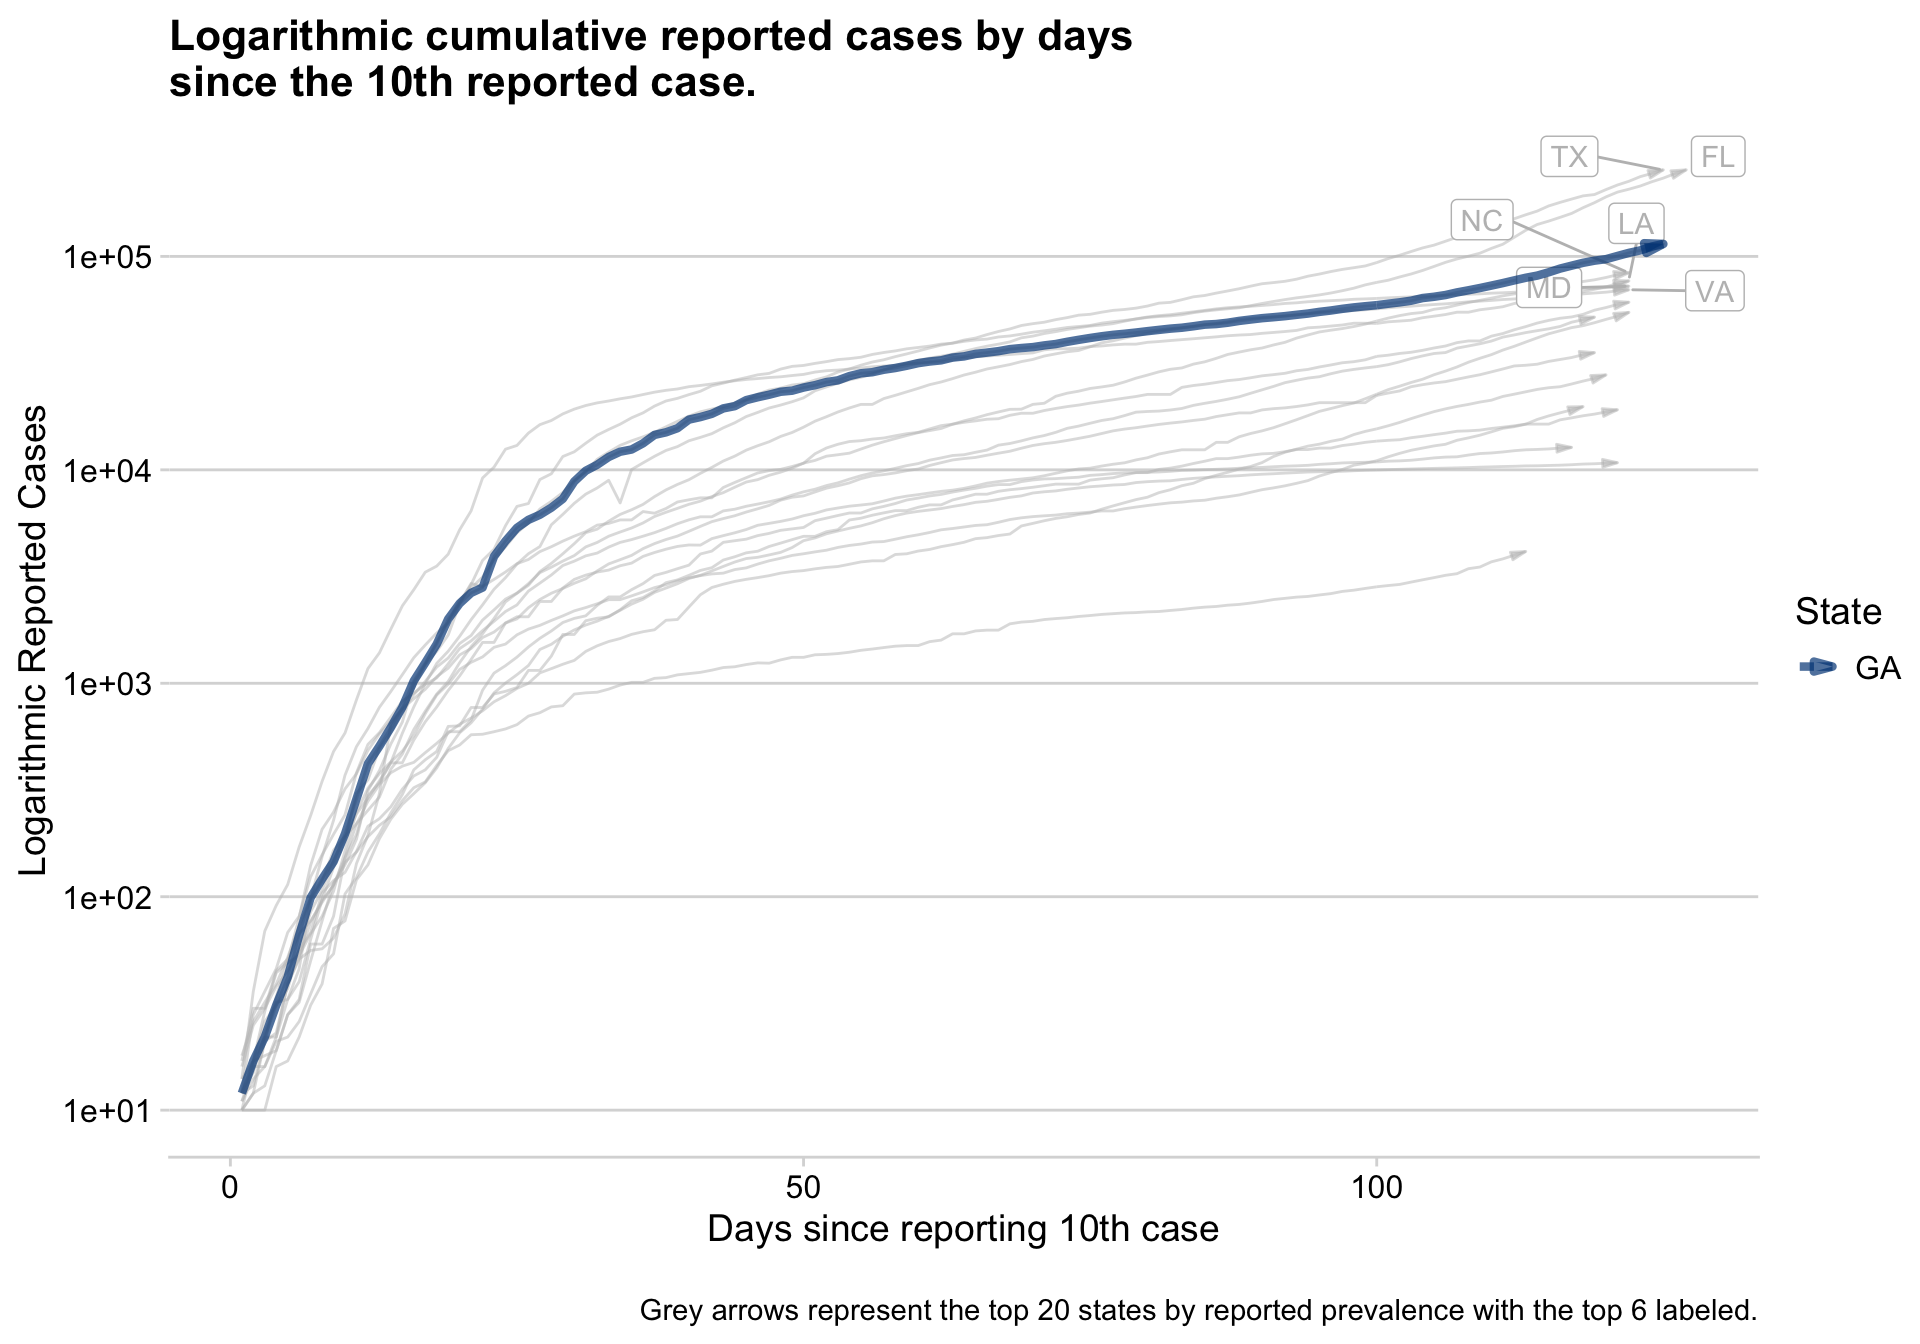 Logarithmic cumulative reported cases by days
since the 10th reported case.
TX
FL
NC
LA
1e+05
MD
VA
1e+04
Logarithmic Reported Cases
State
GA
1e+03
1e+02
1e+01
0
50
100
Days since reporting 10th case
Grey arrows represent the top 20 states by reported prevalence with the top 6 labeled.